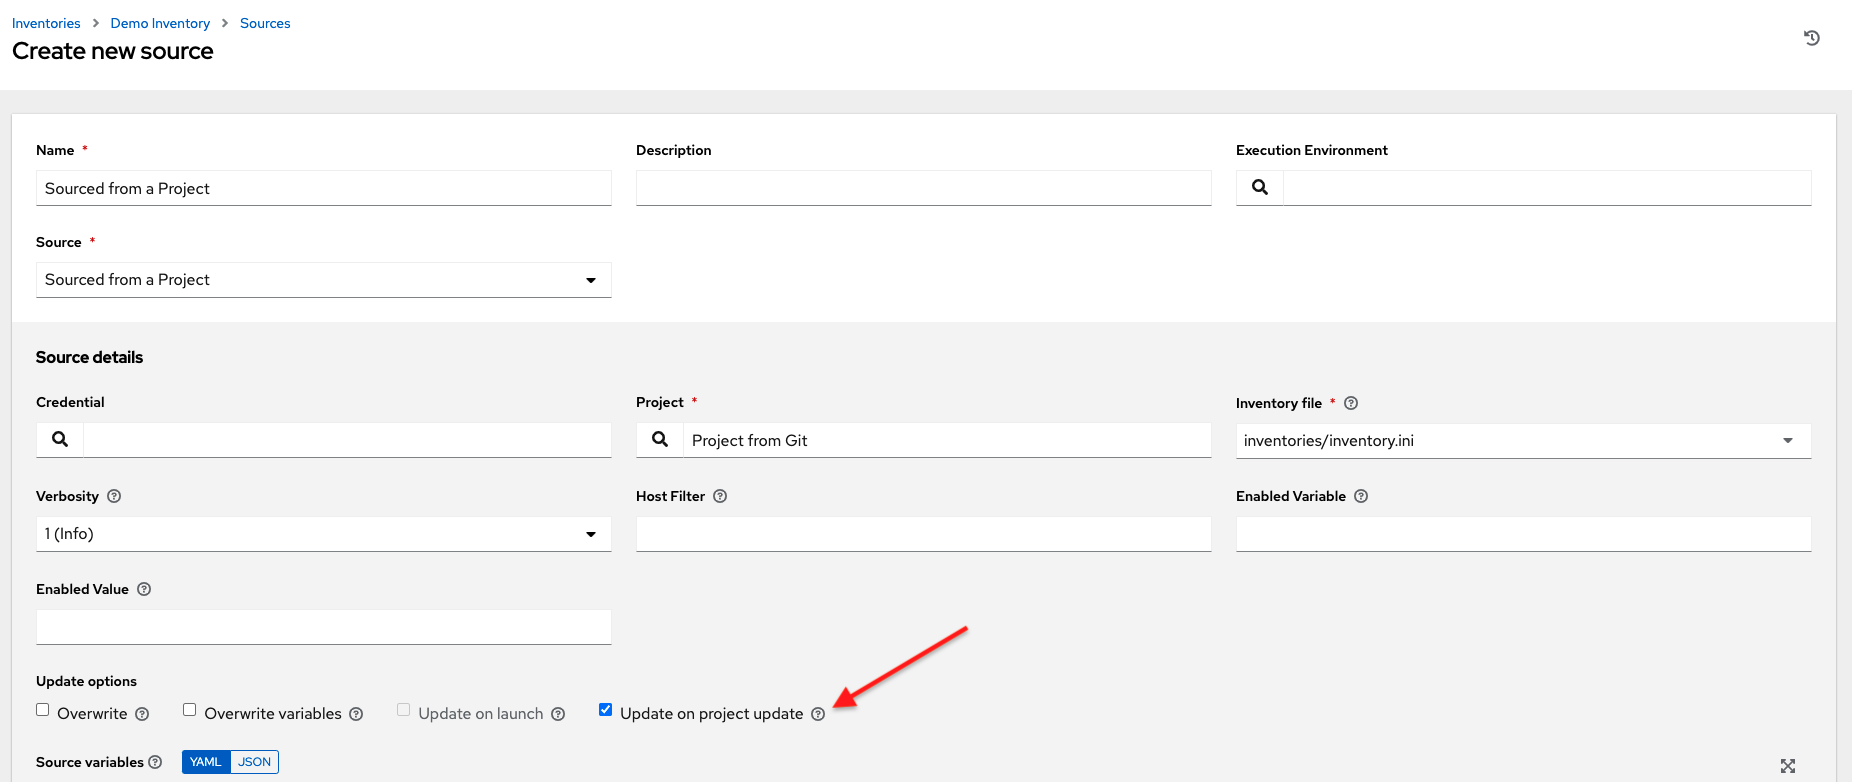 Inventories > Demo Inventory > Sources
Create new source
Name * Description Execution Environment
Sourced from a Project
Source *
Sourced from a Project
Source details
Credential Project * Inventory file *
Project from Git inventories/inventory.ini
Verbosity Host Filter Enabled Variable
1 (Info)
Enabled Value
Update options
Overwrite Overwrite variables Update on launch Update on project update
Source variables YAML JSON